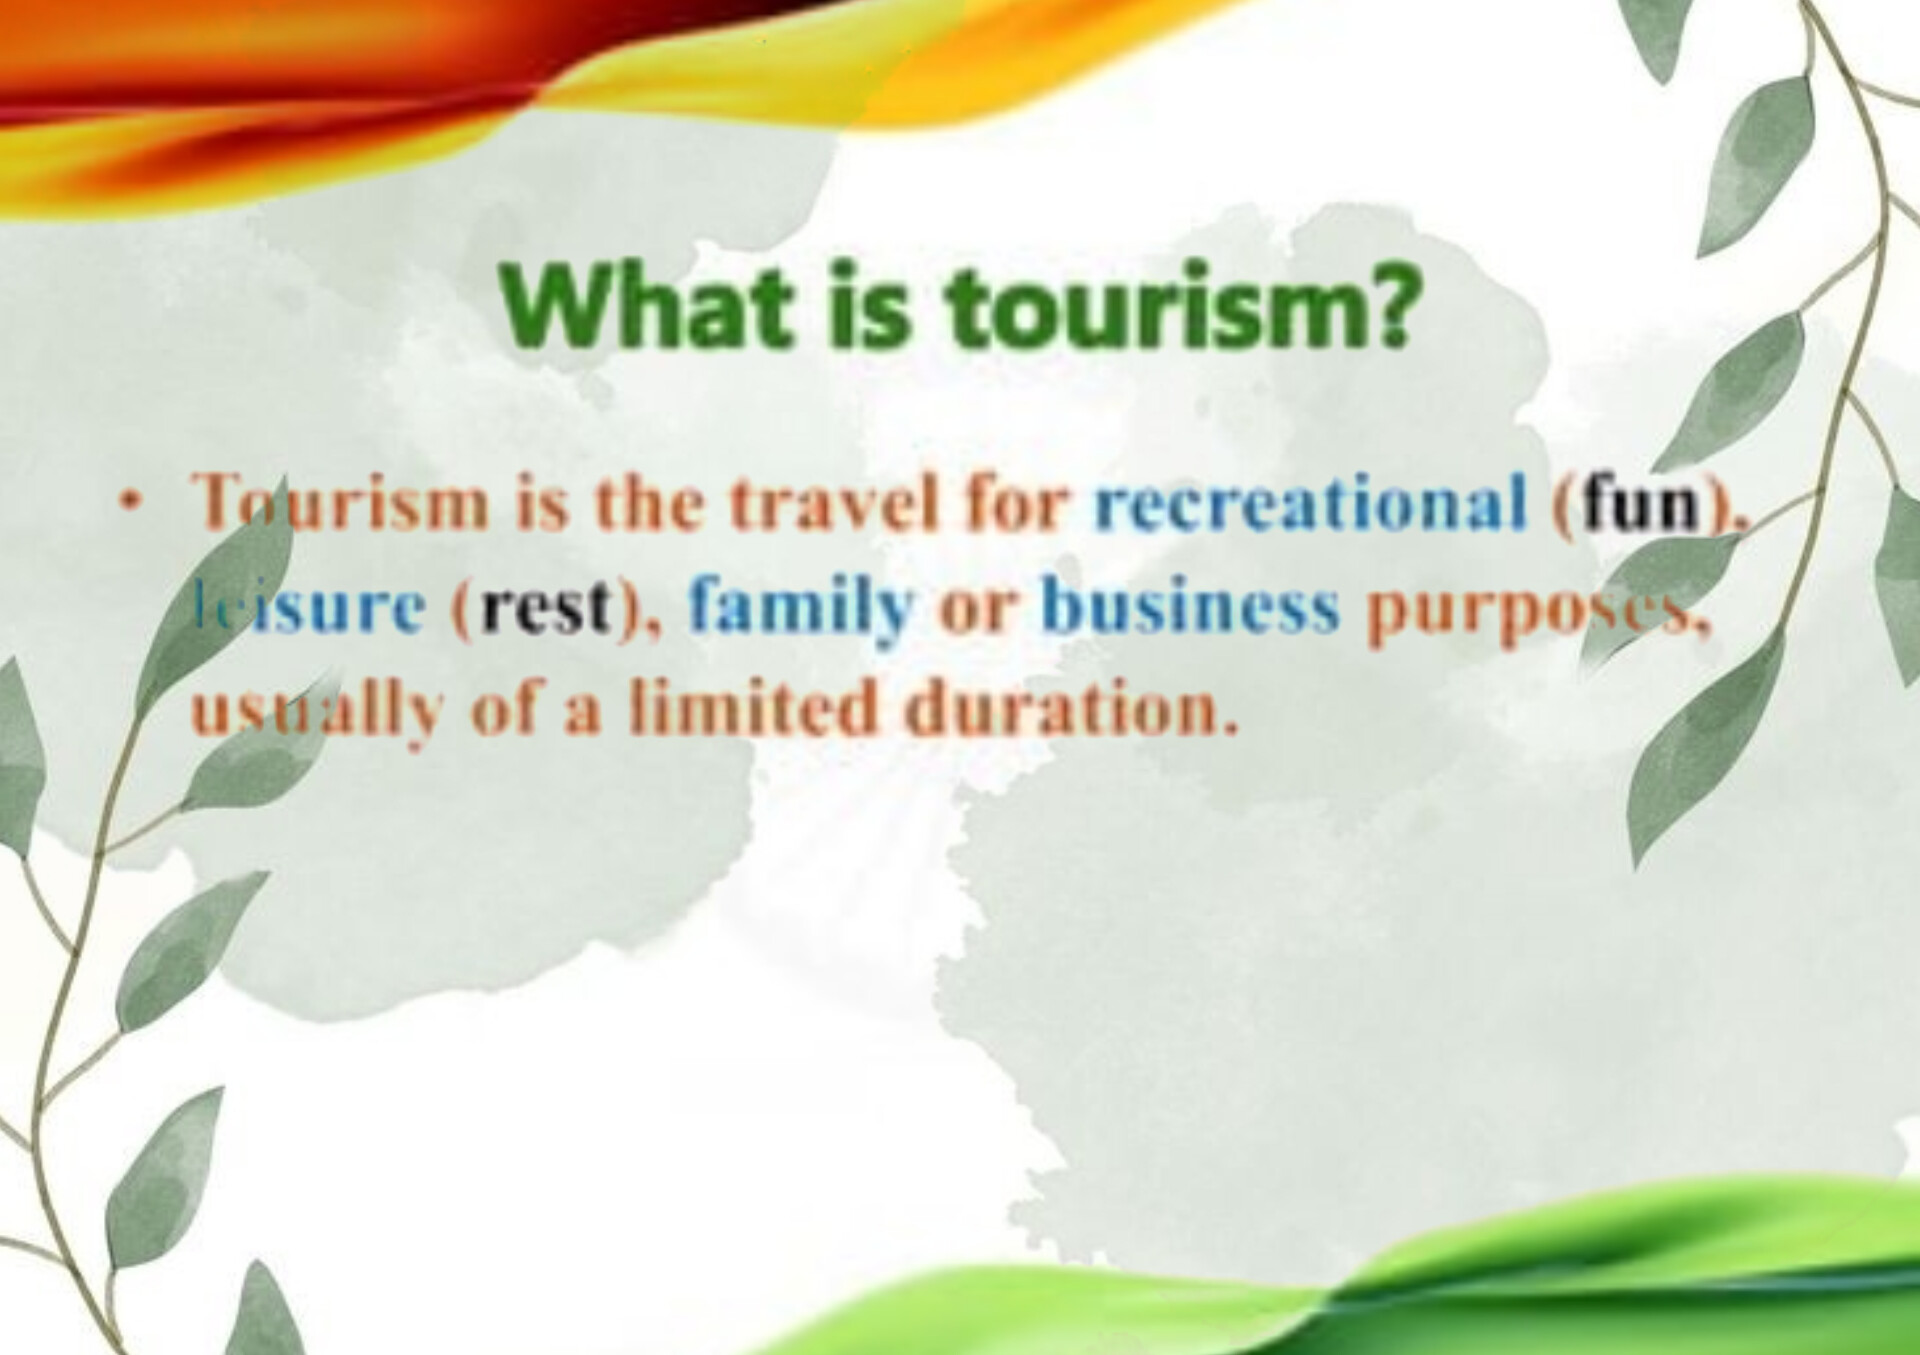 What is tourism?
• Tourism is the travel for recreational (fun),
leisure (rest), family or business purposes,
usually of a limited duration.